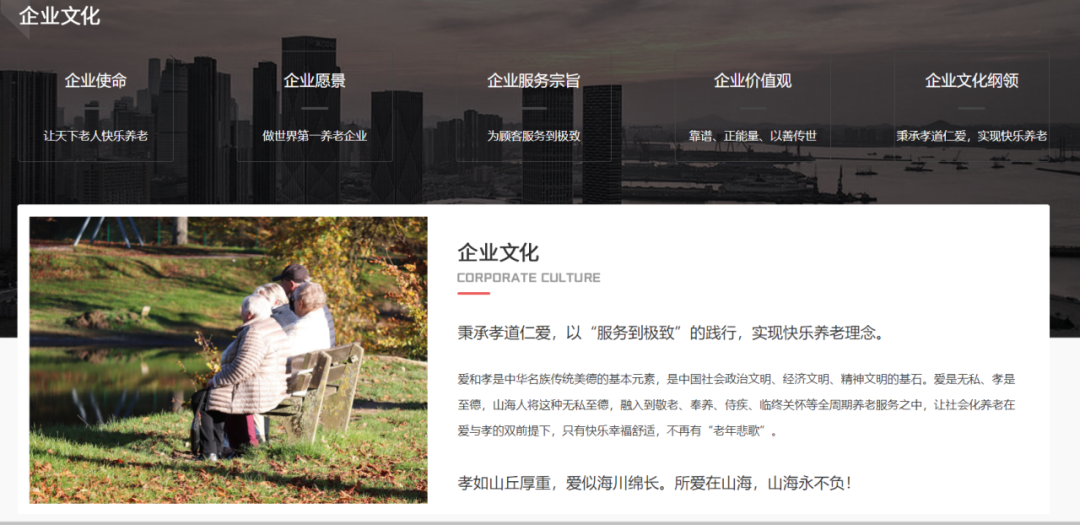 企业文化
企业使命
企业愿景
企业服务宗旨
企业价值观
企业文化纲领
让天下老人快乐养老
做世界第一养老企业
为顾客服务到极致
靠谱、正能量、以善传世
秉承孝道仁爱，实现快乐养老
企业文化
CORPORATE CULTURE
秉承孝道仁爱，以“服务到极致”的践行，实现快乐养老理念。
爱和孝是中华名族传统美德的基本元素，是中国社会政治文明、经济文明、精神文明的基石。爱是无私、孝是
至德，山海人将这种无私至德，融入到敬老、奉养、侍疾、临终关怀等全周期养老服务之中，让社会化养老在
爱与孝的双前提下，只有快乐幸福舒适，不再有“老年悲歌”。
孝如山丘厚重，爱似海川绵长。所爱在山海，山海永不负！